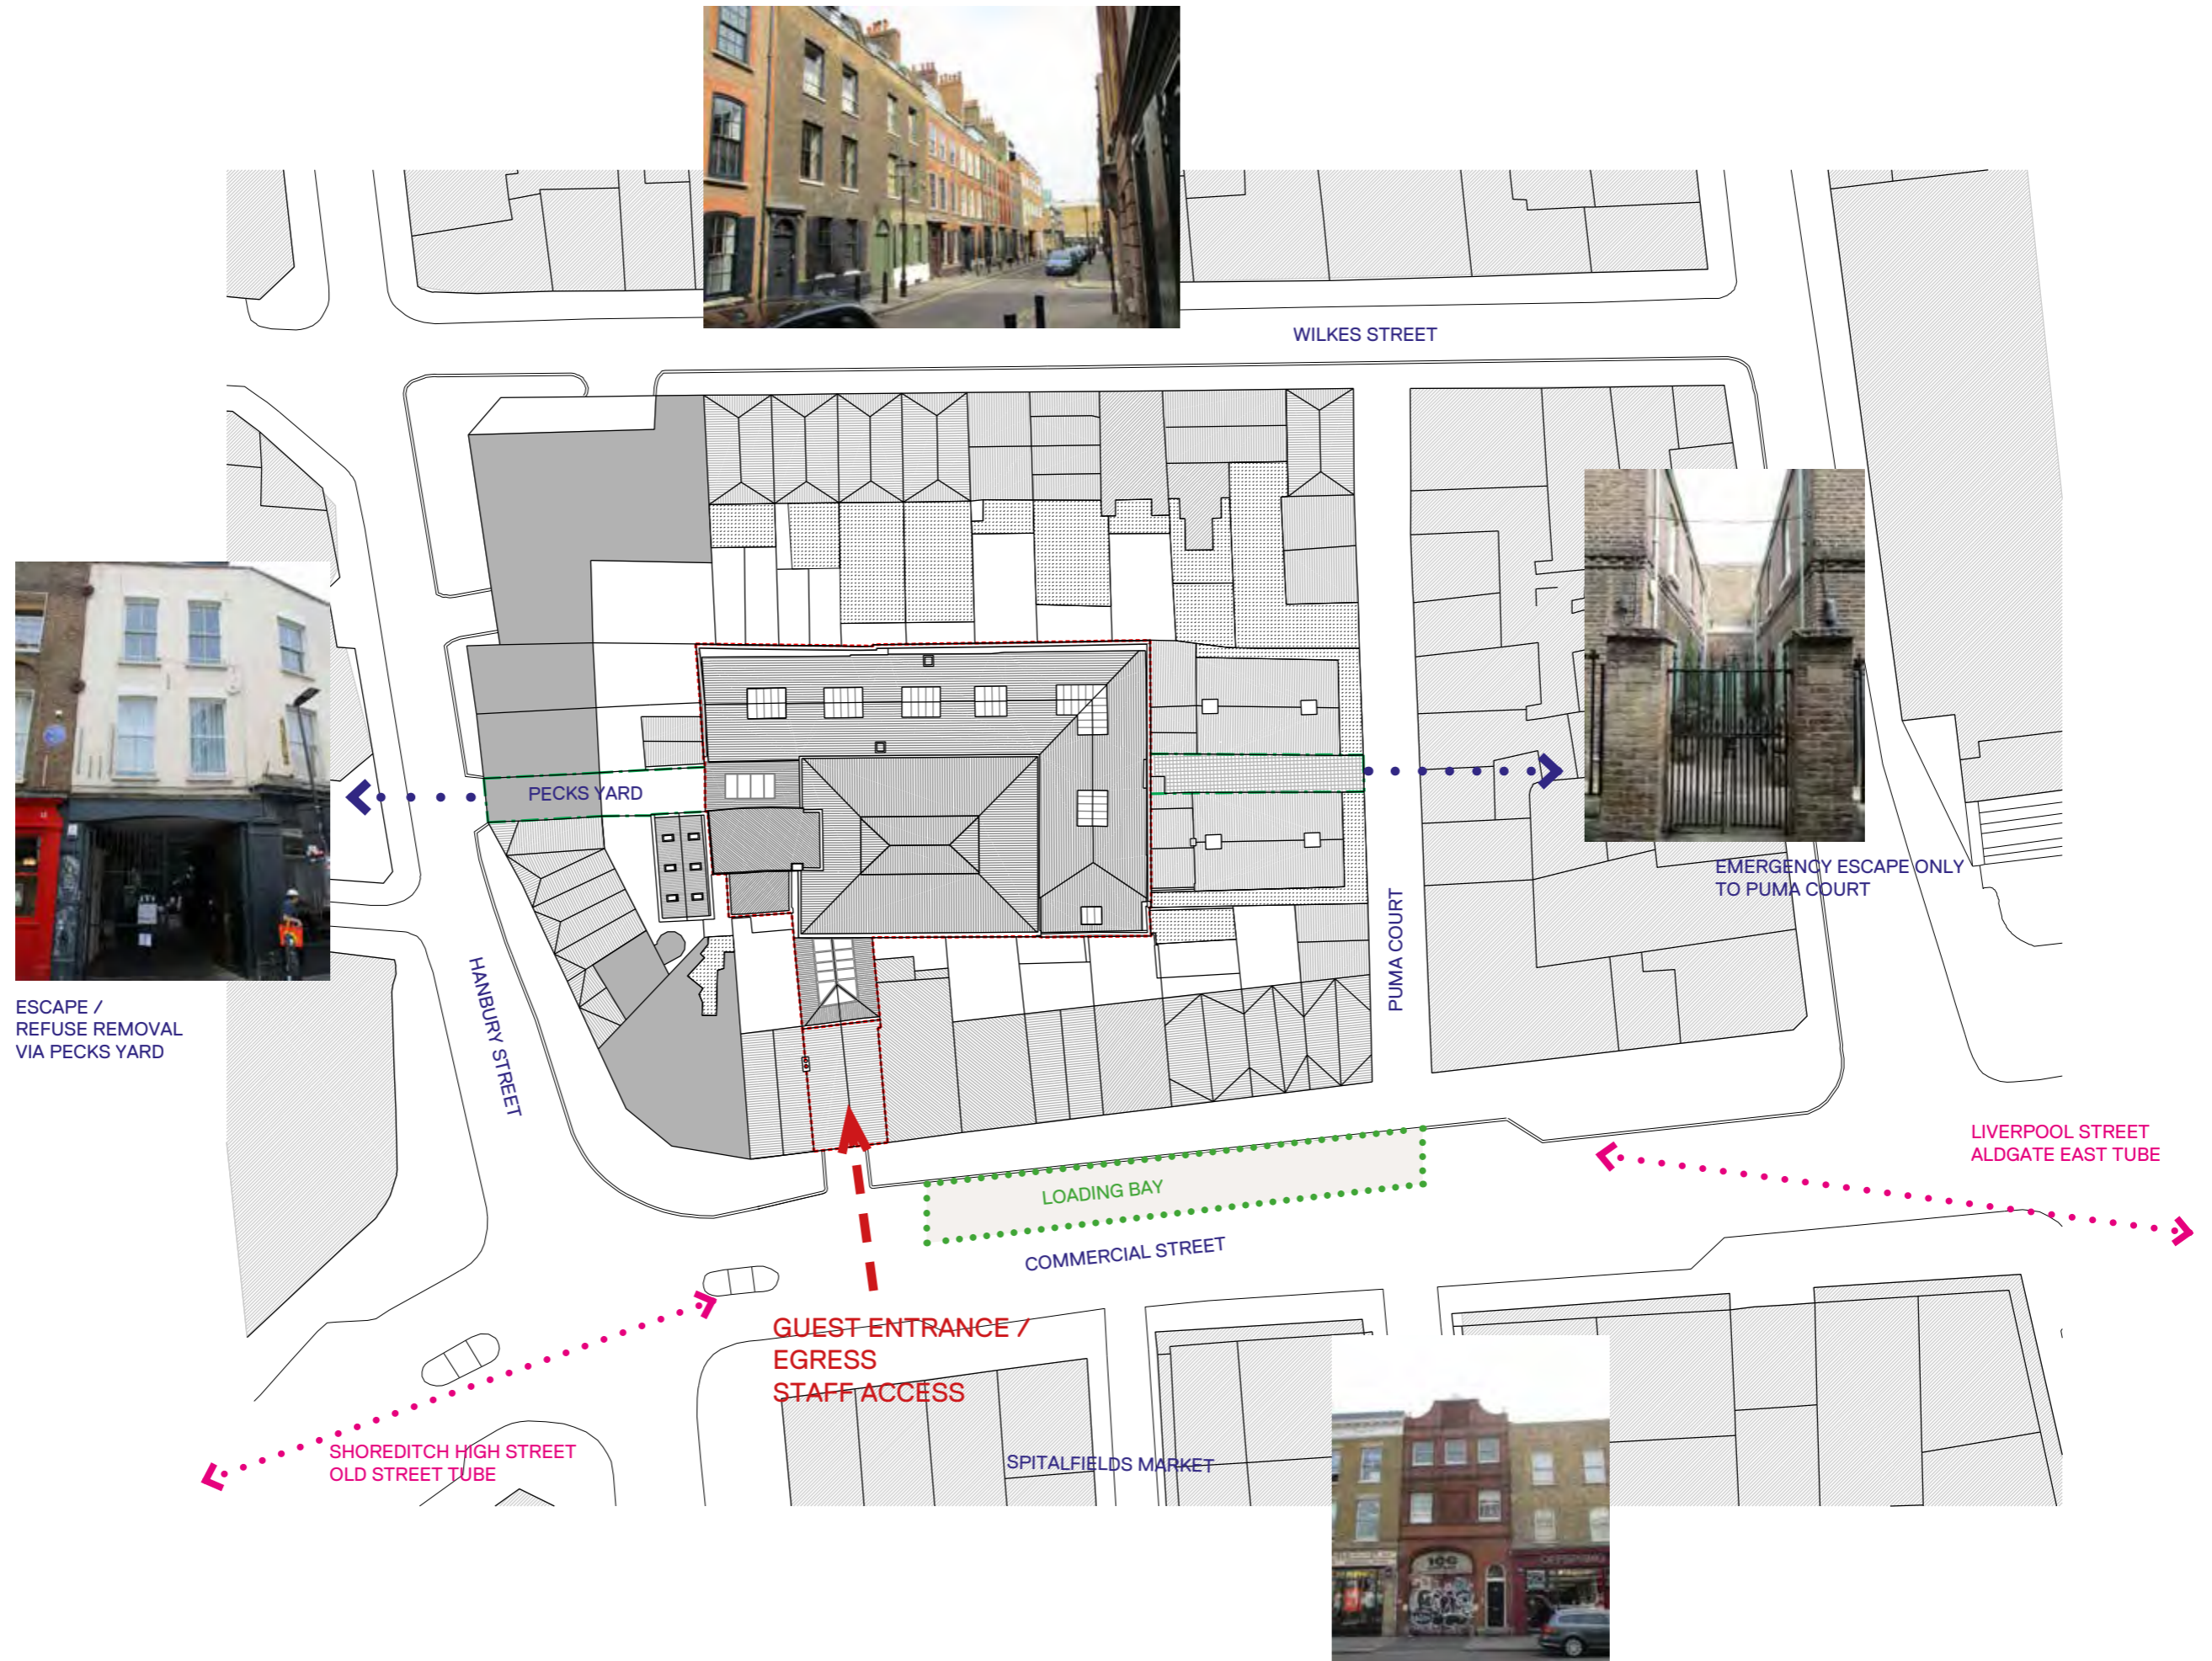 WILKES STREET
PECKS YARD
EMERGENCY ESCAPE ONLY
TO PUMA COURT
PUMA COURT
ESCAPE /
REFUSE REMOVAL
VIA PECKS YARD
HANBURY STREET
LIVERPOOL STREET
ALDGATE EAST TUBE
LOADING BAY
COMMERCIAL STREET
GUEST ENTRANCE /
EGRESS
STAFF ACCESS
SHOREDITCH HIGH STREET
OLD STREET TUBE
SPITALFIELDS MARKET